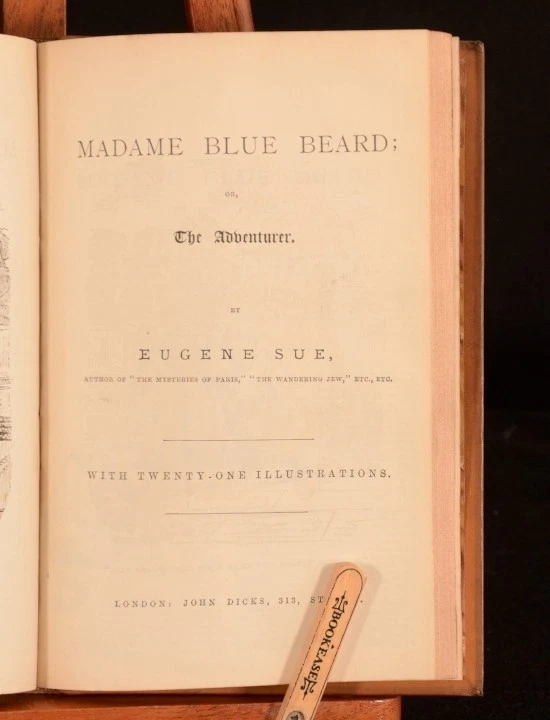 MADAME BLUE BEARD;
OR,
The Adventurer.
BY
EUGENE SUE,
AUTHOR OF "THE MYSTERIES OF PARIS," "THE WANDERING JEW," ETC., ETC.
WITH TWENTY-ONE ILLUSTRATIONS.
LONDON: JOHN DICKS, 313, ST
BOOKEASEL